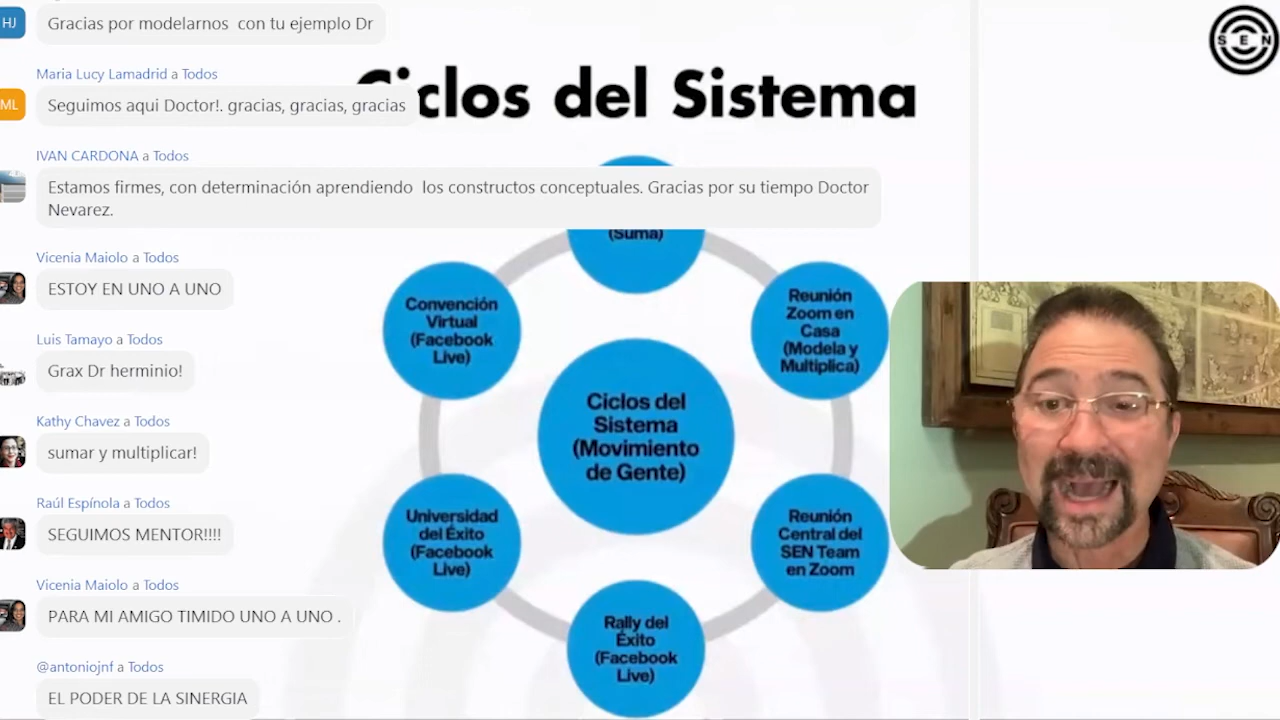 HJ
Gracias por modelarnos con tu ejemplo Dr
Maria Lucy Lamadrid a Todos
ML
Seguimos aqui Doctor!. gracias, gracias, gracias
IVAN CARDONA a Todos
Estamos firmes, con determinación aprendiendo los constructos conceptuales. Gracias por su tiempo Doctor
Nevarez.
Vicenia Maiolo a Todos
ESTOY EN UNO A UNO
Luis Tamayo a Todos
Grax Dr herminio!
Kathy Chavez a Todos
sumar y multiplicar!
Raúl Espínola a Todos
SEGUIMOS MENTOR!!!!
Vicenia Maiolo a Todos
PARA MI AMIGO TIMIDO UNO A UNO .
@antoniojnf a Todos
EL PODER DE LA SINERGIA
Ciclos del Sistema
(Suma)
Convención
Virtual
(Facebook
Live)
Reunión
Zoom en
Casa
(Modela y
Multiplica)
Ciclos del
Sistema
(Movimiento
de Gente)
Universidad
del Éxito
(Facebook
Live)
Reunión
Central del
SEN Team
en Zoom
Rally del
Éxito
(Facebook
Live)
SEN